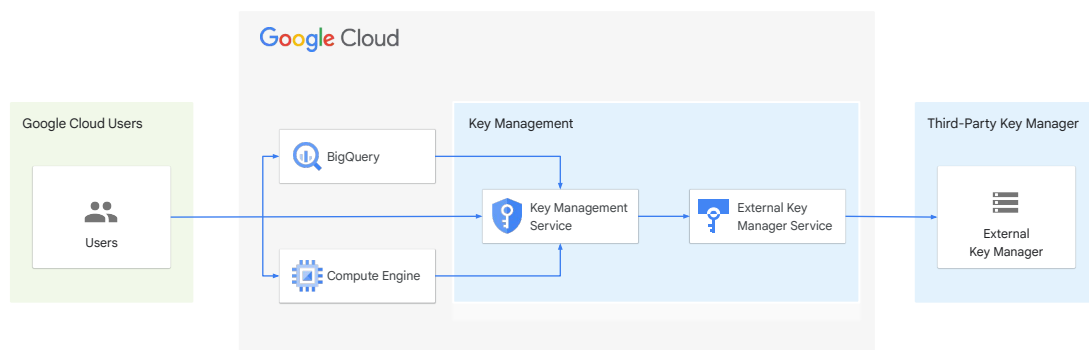 Google Cloud
Google Cloud Users
Users
BigQuery
Compute Engine
Key Management
Key Management
Service
External Key
Manager Service
Third-Party Key Manager
External
Key Manager